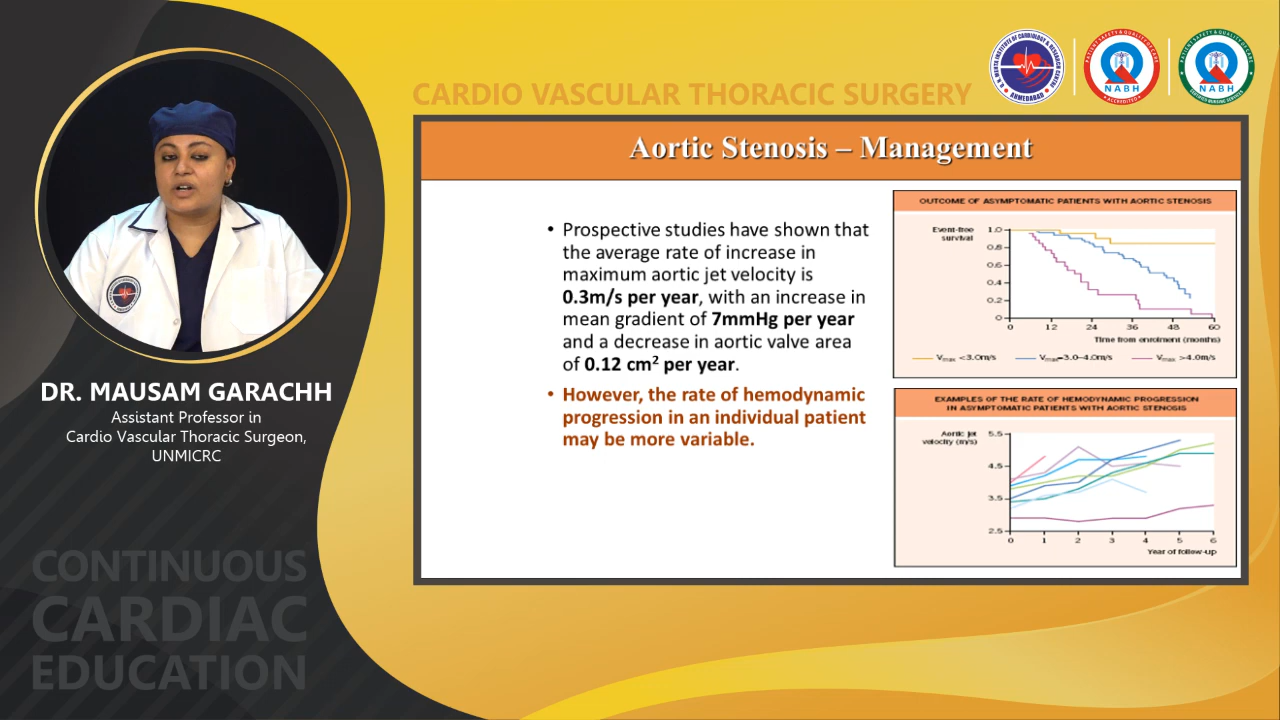 CARDIO VASCULAR THORACIC SURGERY
NABH
NABH
Aortic Stenosis – Management
• Prospective studies have shown that
the average rate of increase in
maximum aortic jet velocity is
0.3m/s per year, with an increase in
mean gradient of 7mmHg per year
and a decrease in aortic valve area
of 0.12 cm² per year.
• However, the rate of hemodynamic
progression in an individual patient
may be more variable.
OUTCOME OF ASYMPTOMATIC PATIENTS WITH AORTIC STENOSIS
Event-free
survival
1.0
0.8
0.6
0.4
0.2
0
0 12 24 36 48 60
Time from enrolment (months)
Vmax <3.0m/s Vmax=3.0–4.0m/s Vmax >4.0m/s
EXAMPLES OF THE RATE OF HEMODYNAMIC PROGRESSION
IN ASYMPTOMATIC PATIENTS WITH AORTIC STENOSIS
Aortic jet
velocity (m/s)
5.5
4.5
3.5
2.5
0 1 2 3 4 5 6
Year of follow-up
DR. MAUSAM GARACHH
Assistant Professor in
Cardio Vascular Thoracic Surgeon,
UNMICRC
CONTINUOUS
CARDIAC
EDUCATION